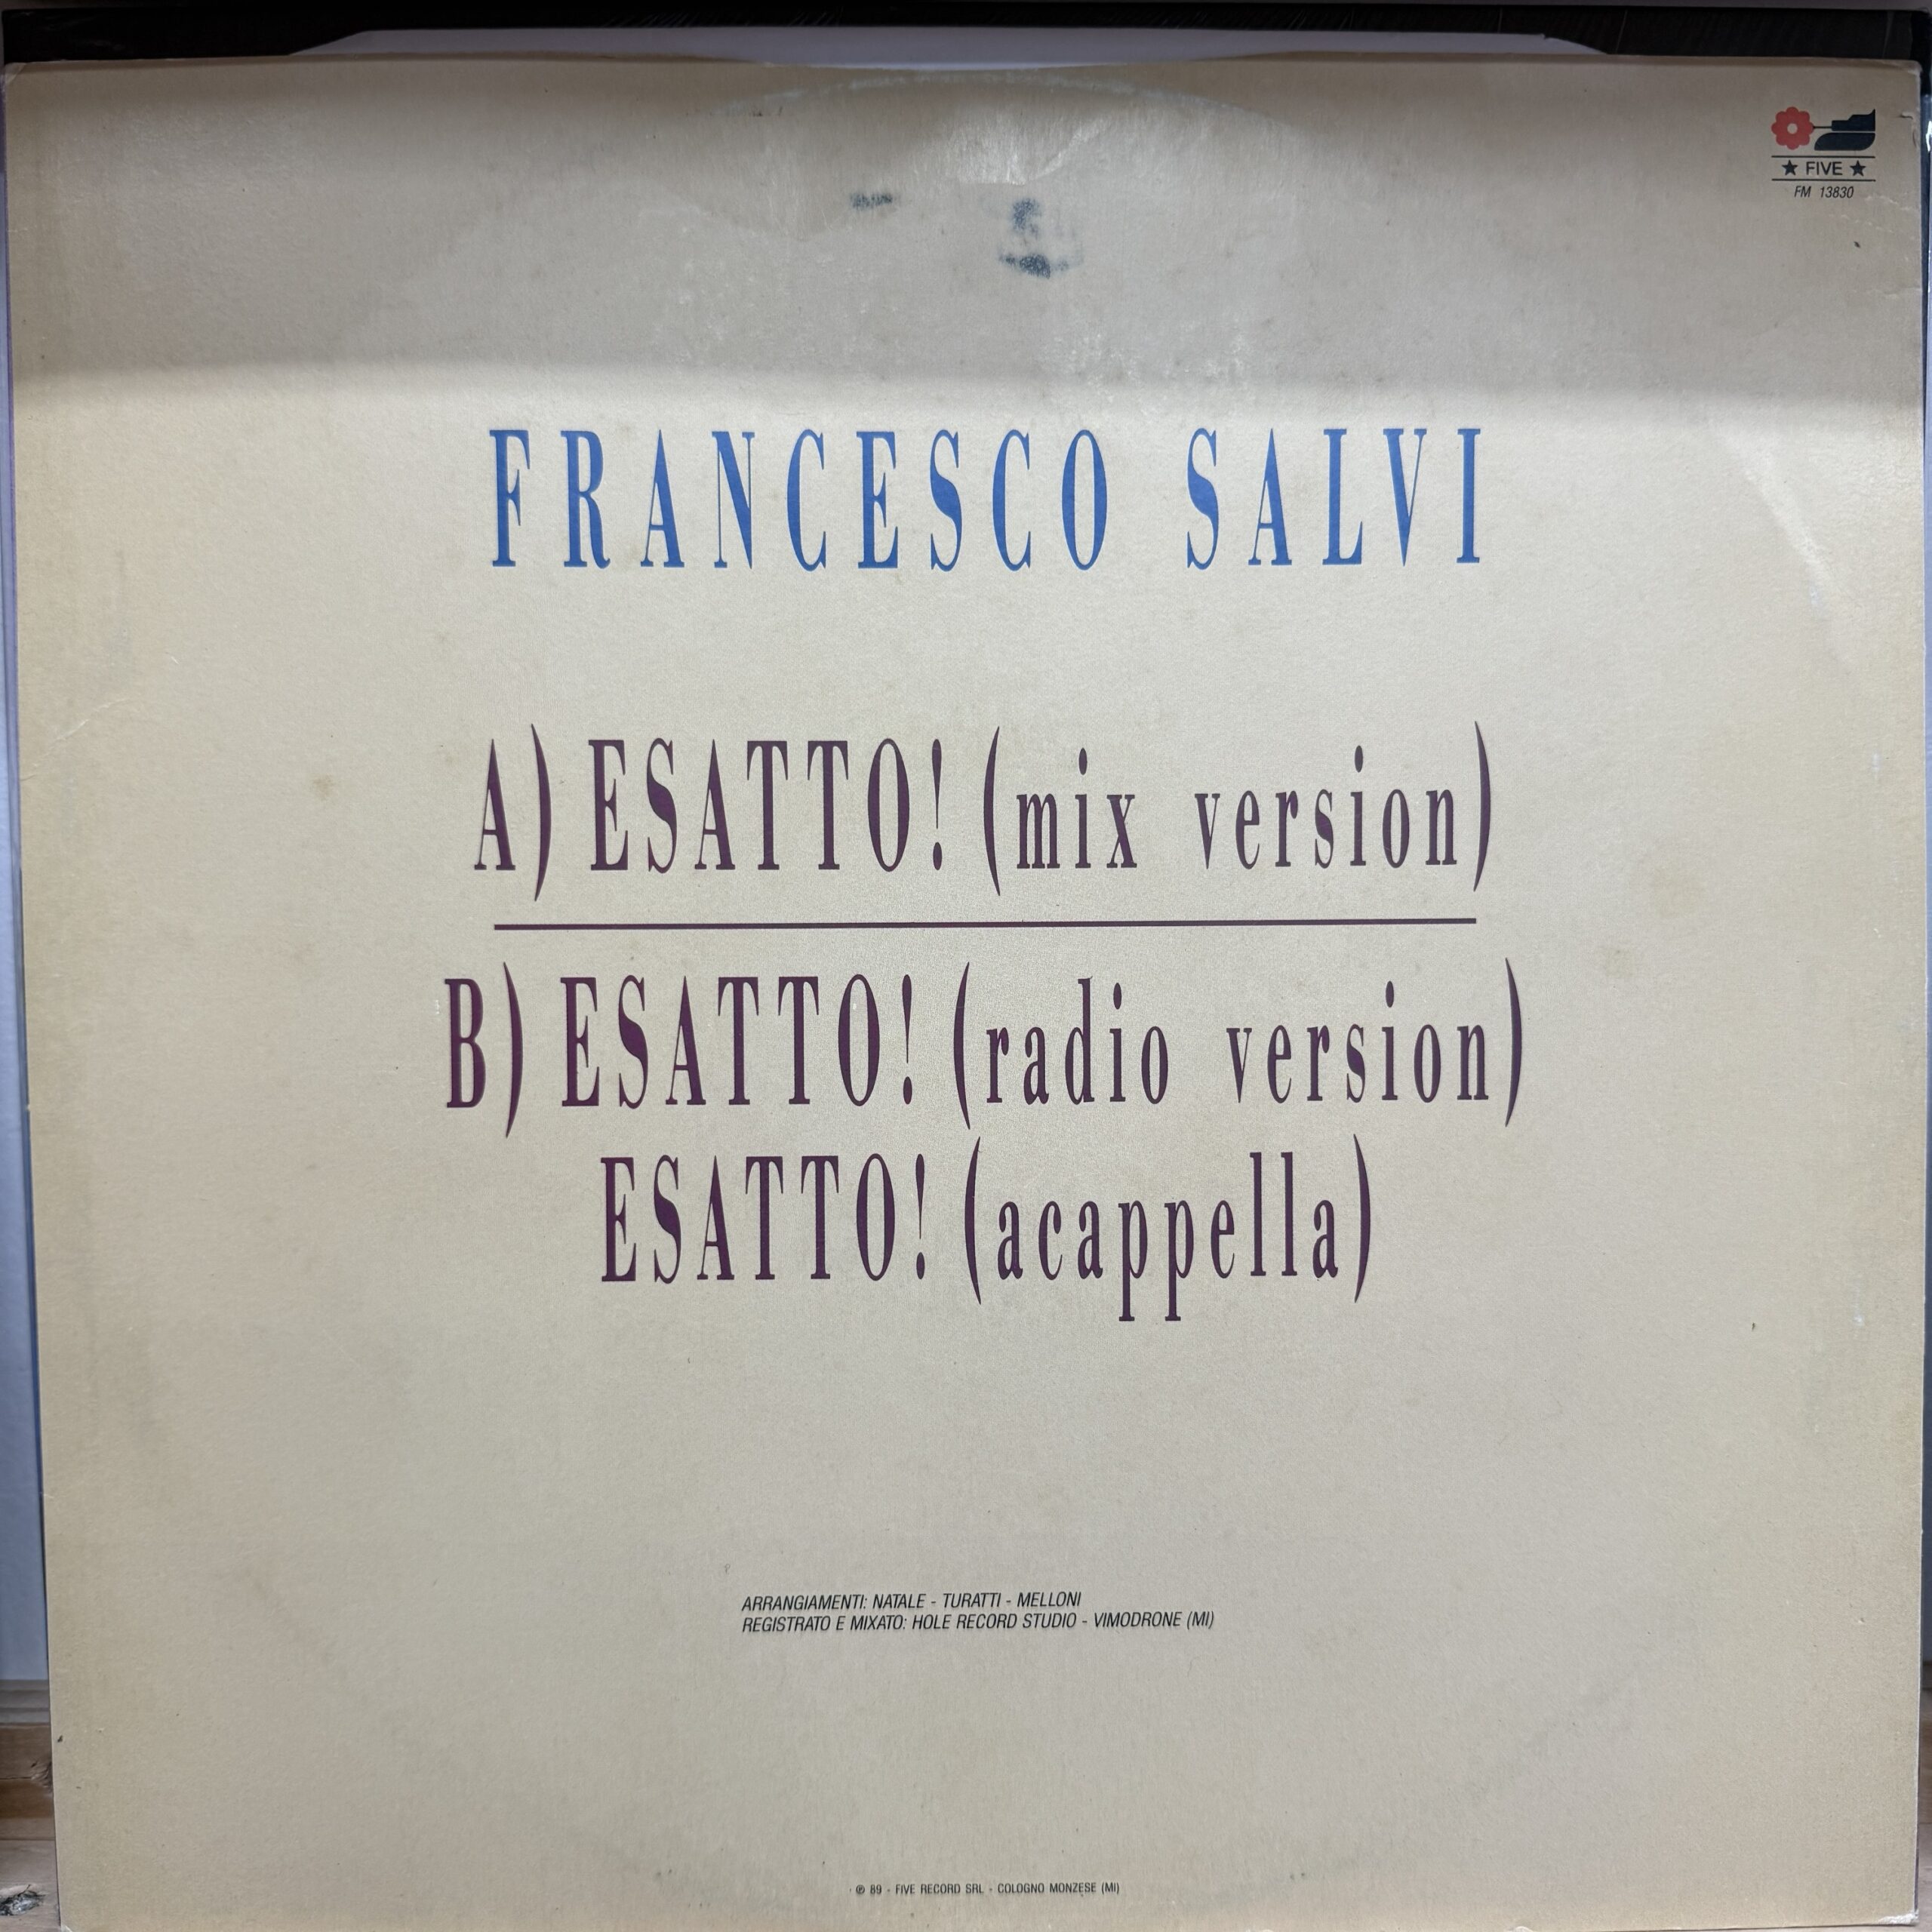 ★ FIVE ★
FM 13830
FRANCESCO SALVI
A) ESATTO! (mix version)
B) ESATTO! (radio version)
ESATTO! (acappella)
ARRANGIAMENTI: NATALE - TURATTI - MELLONI
REGISTRATO E MIXATO: HOLE RECORD STUDIO - VIMODRONE (MI)
℗ 89 - FIVE RECORD SRL - COLOGNO MONZESE (MI)